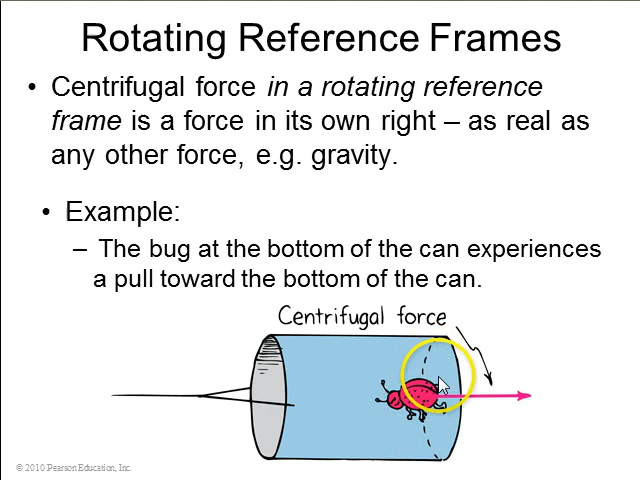 Rotating Reference Frames
• Centrifugal force in a rotating reference
frame is a force in its own right – as real as
any other force, e.g. gravity.
• Example:
– The bug at the bottom of the can experiences
a pull toward the bottom of the can.
Centrifugal force
© 2010 Pearson Education, Inc.